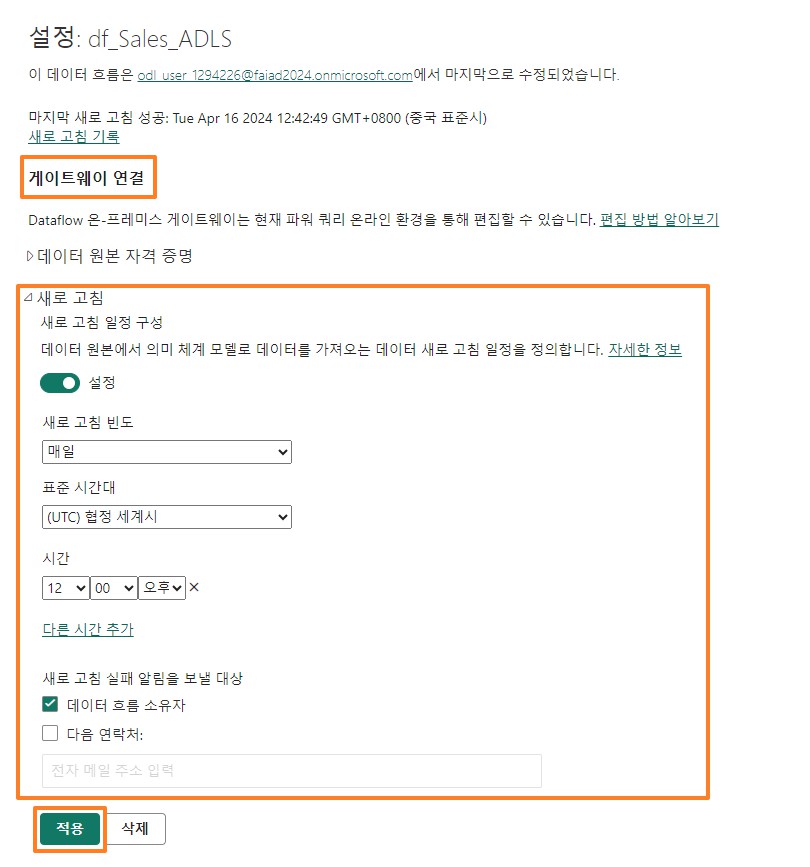 설정: df_Sales_ADLS
이 데이터 흐름은 odl_user_1294226@faiad2024.onmicrosoft.com에서 마지막으로 수정되었습니다.
마지막 새로 고침 성공: Tue Apr 16 2024 12:42:49 GMT+0800 (중국 표준시)
새로 고침 기록
게이트웨이 연결
Dataflow 온-프레미스 게이트웨이는 현재 파워 쿼리 온라인 환경을 통해 편집할 수 있습니다. 편집 방법 알아보기
데이터 원본 자격 증명
새로 고침
새로 고침 일정 구성
데이터 원본에서 의미 체계 모델로 데이터를 가져오는 데이터 새로 고침 일정을 정의합니다. 자세한 정보
설정
새로 고침 빈도
매일
표준 시간대
(UTC) 협정 세계시
시간
12 00 오후
다른 시간 추가
새로 고침 실패 알림을 보낼 대상
데이터 흐름 소유자
다음 연락처:
전자 메일 주소 입력
적용 삭제